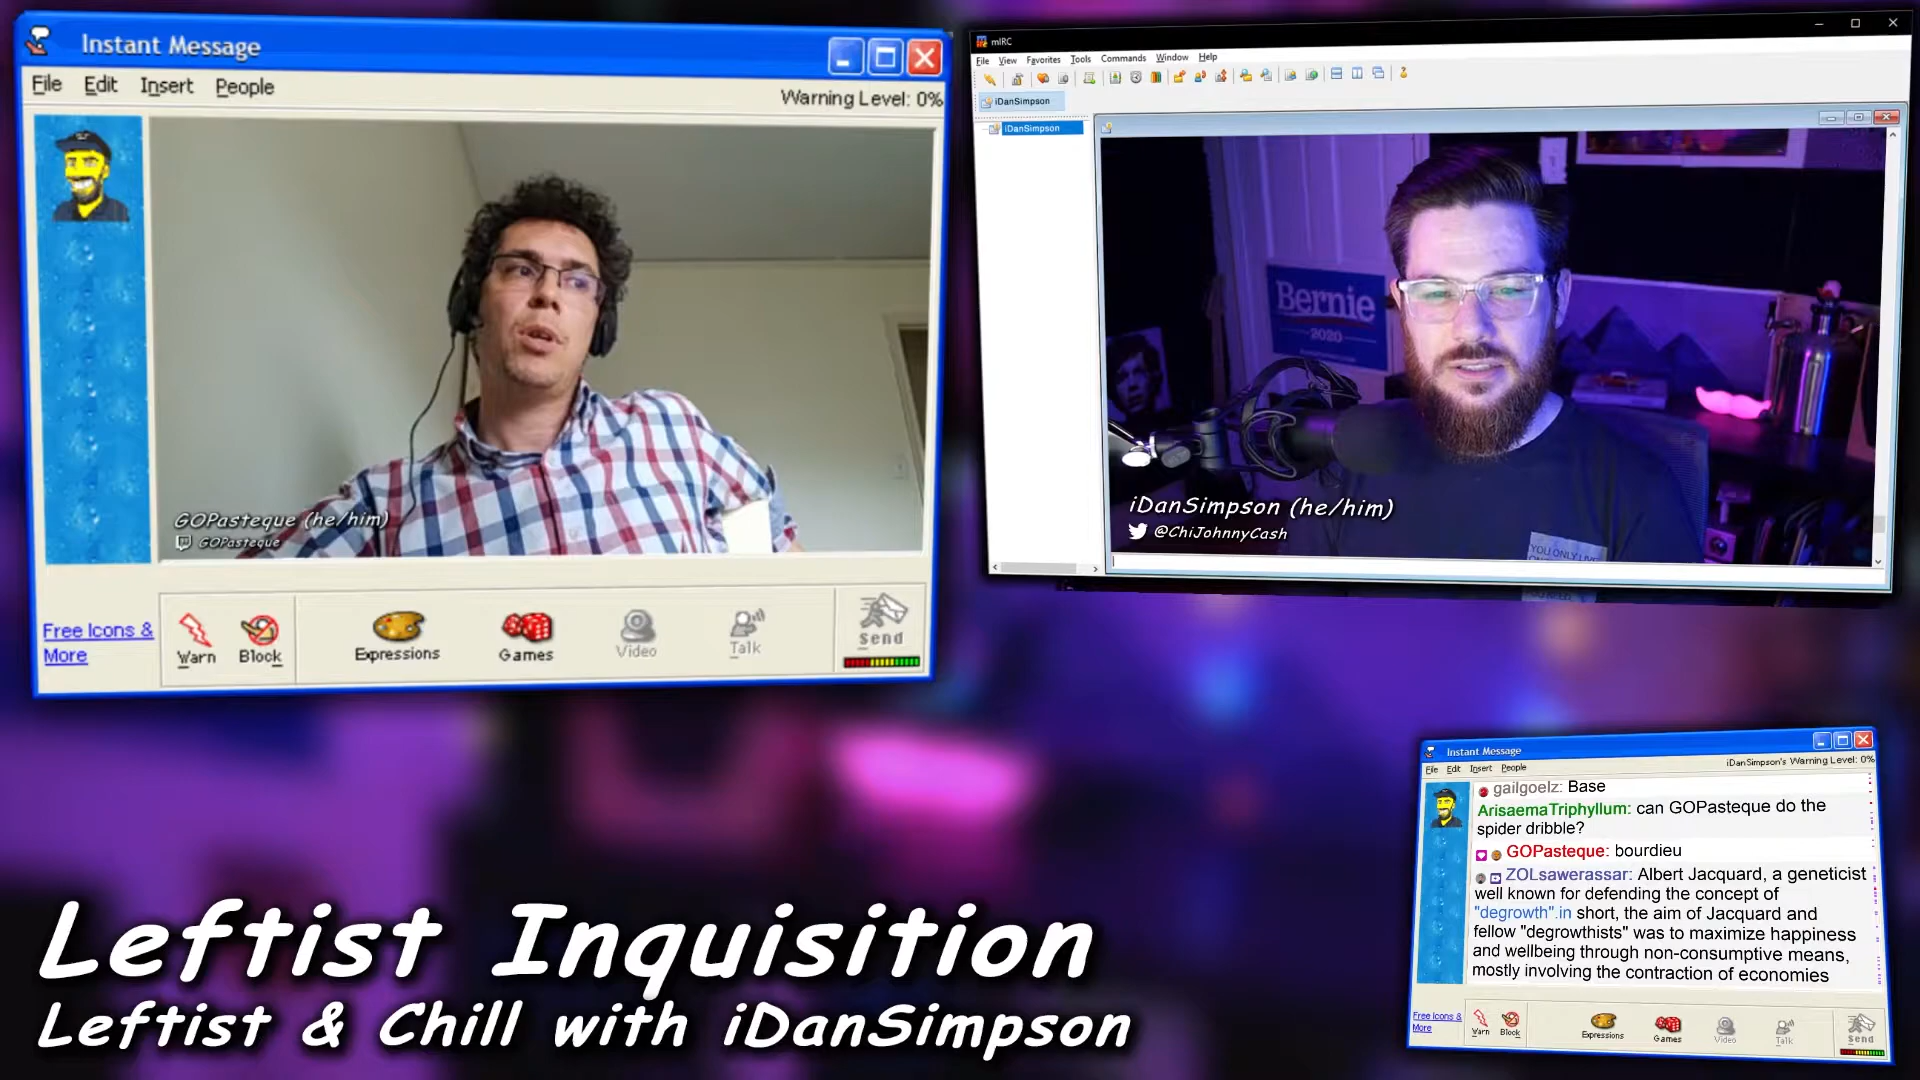 Instant Message
File Edit Insert People
Warning Level: 0%
GOPasteque (he/him)
GOPasteque
Free Icons &
More
Warn
Block
Expressions
Games
Video
Talk
Send
mIRC
File View Favorites Tools Commands Window Help
iDanSimpson
iDanSimpson
Bernie
2020
iDanSimpson (he/him)
@ChiJohnnyCash
YOU ONLY LIVE
Instant Message
File Edit Insert People
iDanSimpson's Warning Level: 0%
gailgoelz: Base
ArisaemaTriphyllum: can GOPasteque do the
spider dribble?
GOPasteque: bourdieu
ZOLsawerassar: Albert Jacquard, a geneticist
well known for defending the concept of
"degrowth".in short, the aim of Jacquard and
fellow "degrowthists" was to maximize happiness
and wellbeing through non-consumptive means,
mostly involving the contraction of economies
Free Icons &
More
Warn
Block
Expressions
Games
Video
Talk
Send
Leftist Inquisition
Leftist & Chill with iDanSimpson